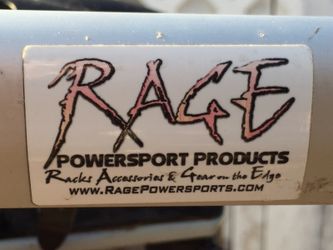 RAGE
POWERSPORT PRODUCTS
Racks Accessories & Gear on the Edge
www.RagePowersports.com